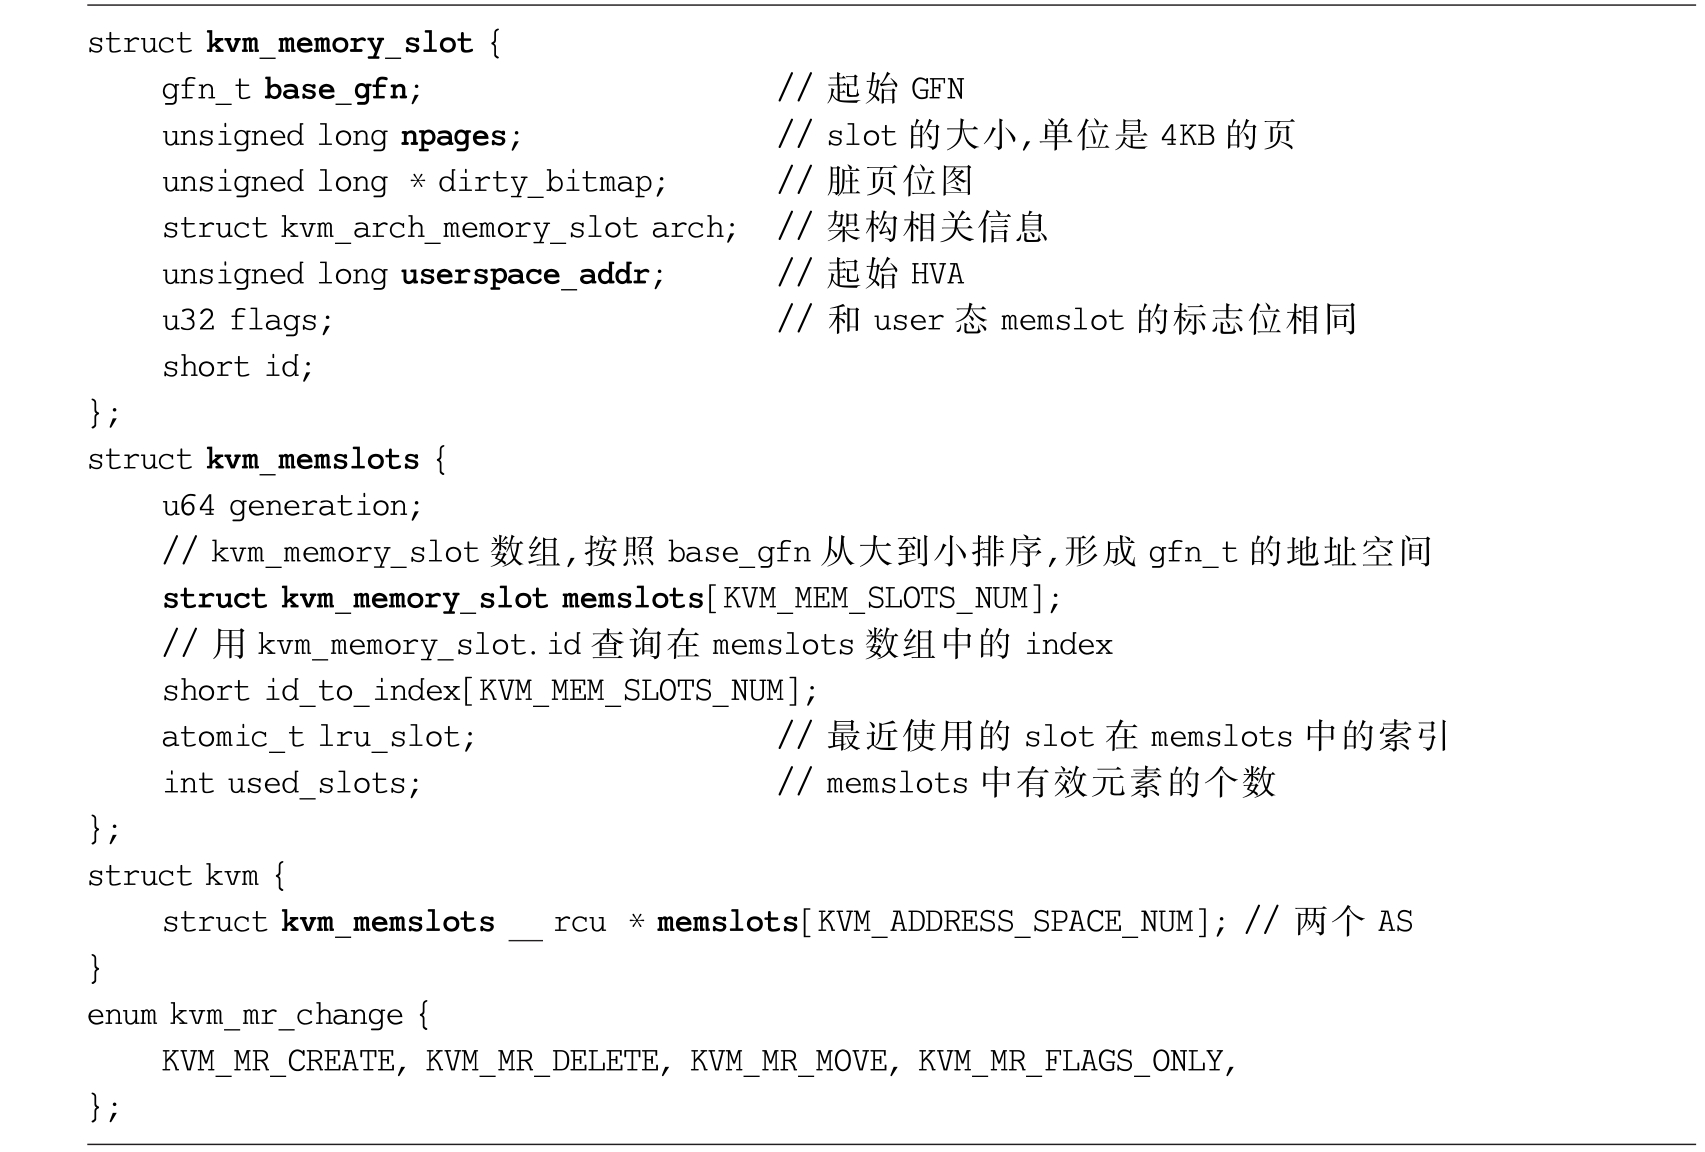 struct kvm_memory_slot {
gfn_t base_gfn; // 起始 GFN
unsigned long npages; // slot 的大小,单位是 4KB 的页
unsigned long * dirty_bitmap; // 脏页位图
struct kvm_arch_memory_slot arch; // 架构相关信息
unsigned long userspace_addr; // 起始 HVA
u32 flags; // 和 user 态 memslot 的标志位相同
short id;
};
struct kvm_memslots {
u64 generation;
// kvm_memory_slot 数组,按照 base_gfn 从大到小排序,形成 gfn_t 的地址空间
struct kvm_memory_slot memslots[KVM_MEM_SLOTS_NUM];
// 用 kvm_memory_slot.id 查询在 memslots 数组中的 index
short id_to_index[KVM_MEM_SLOTS_NUM];
atomic_t lru_slot; // 最近使用的 slot 在 memslots 中的索引
int used_slots; // memslots 中有效元素的个数
};
struct kvm {
struct kvm_memslots __ rcu * memslots[KVM_ADDRESS_SPACE_NUM]; // 两个 AS
}
enum kvm_mr_change {
KVM_MR_CREATE, KVM_MR_DELETE, KVM_MR_MOVE, KVM_MR_FLAGS_ONLY,
};